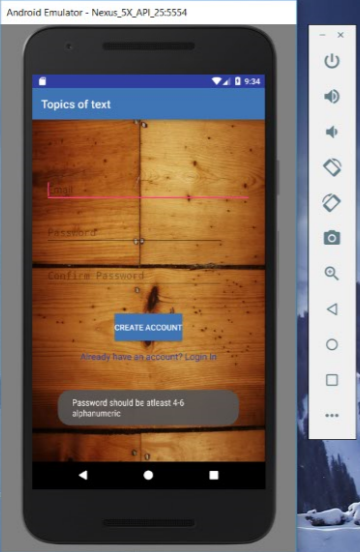 Android Emulator - Nexus_5X_API_25:5554
9:34
Topics of text
Email
Password
Confirm Password
CREATE ACCOUNT
Already have an account? Login in
Password should be atleast 4-6
alphanumeric